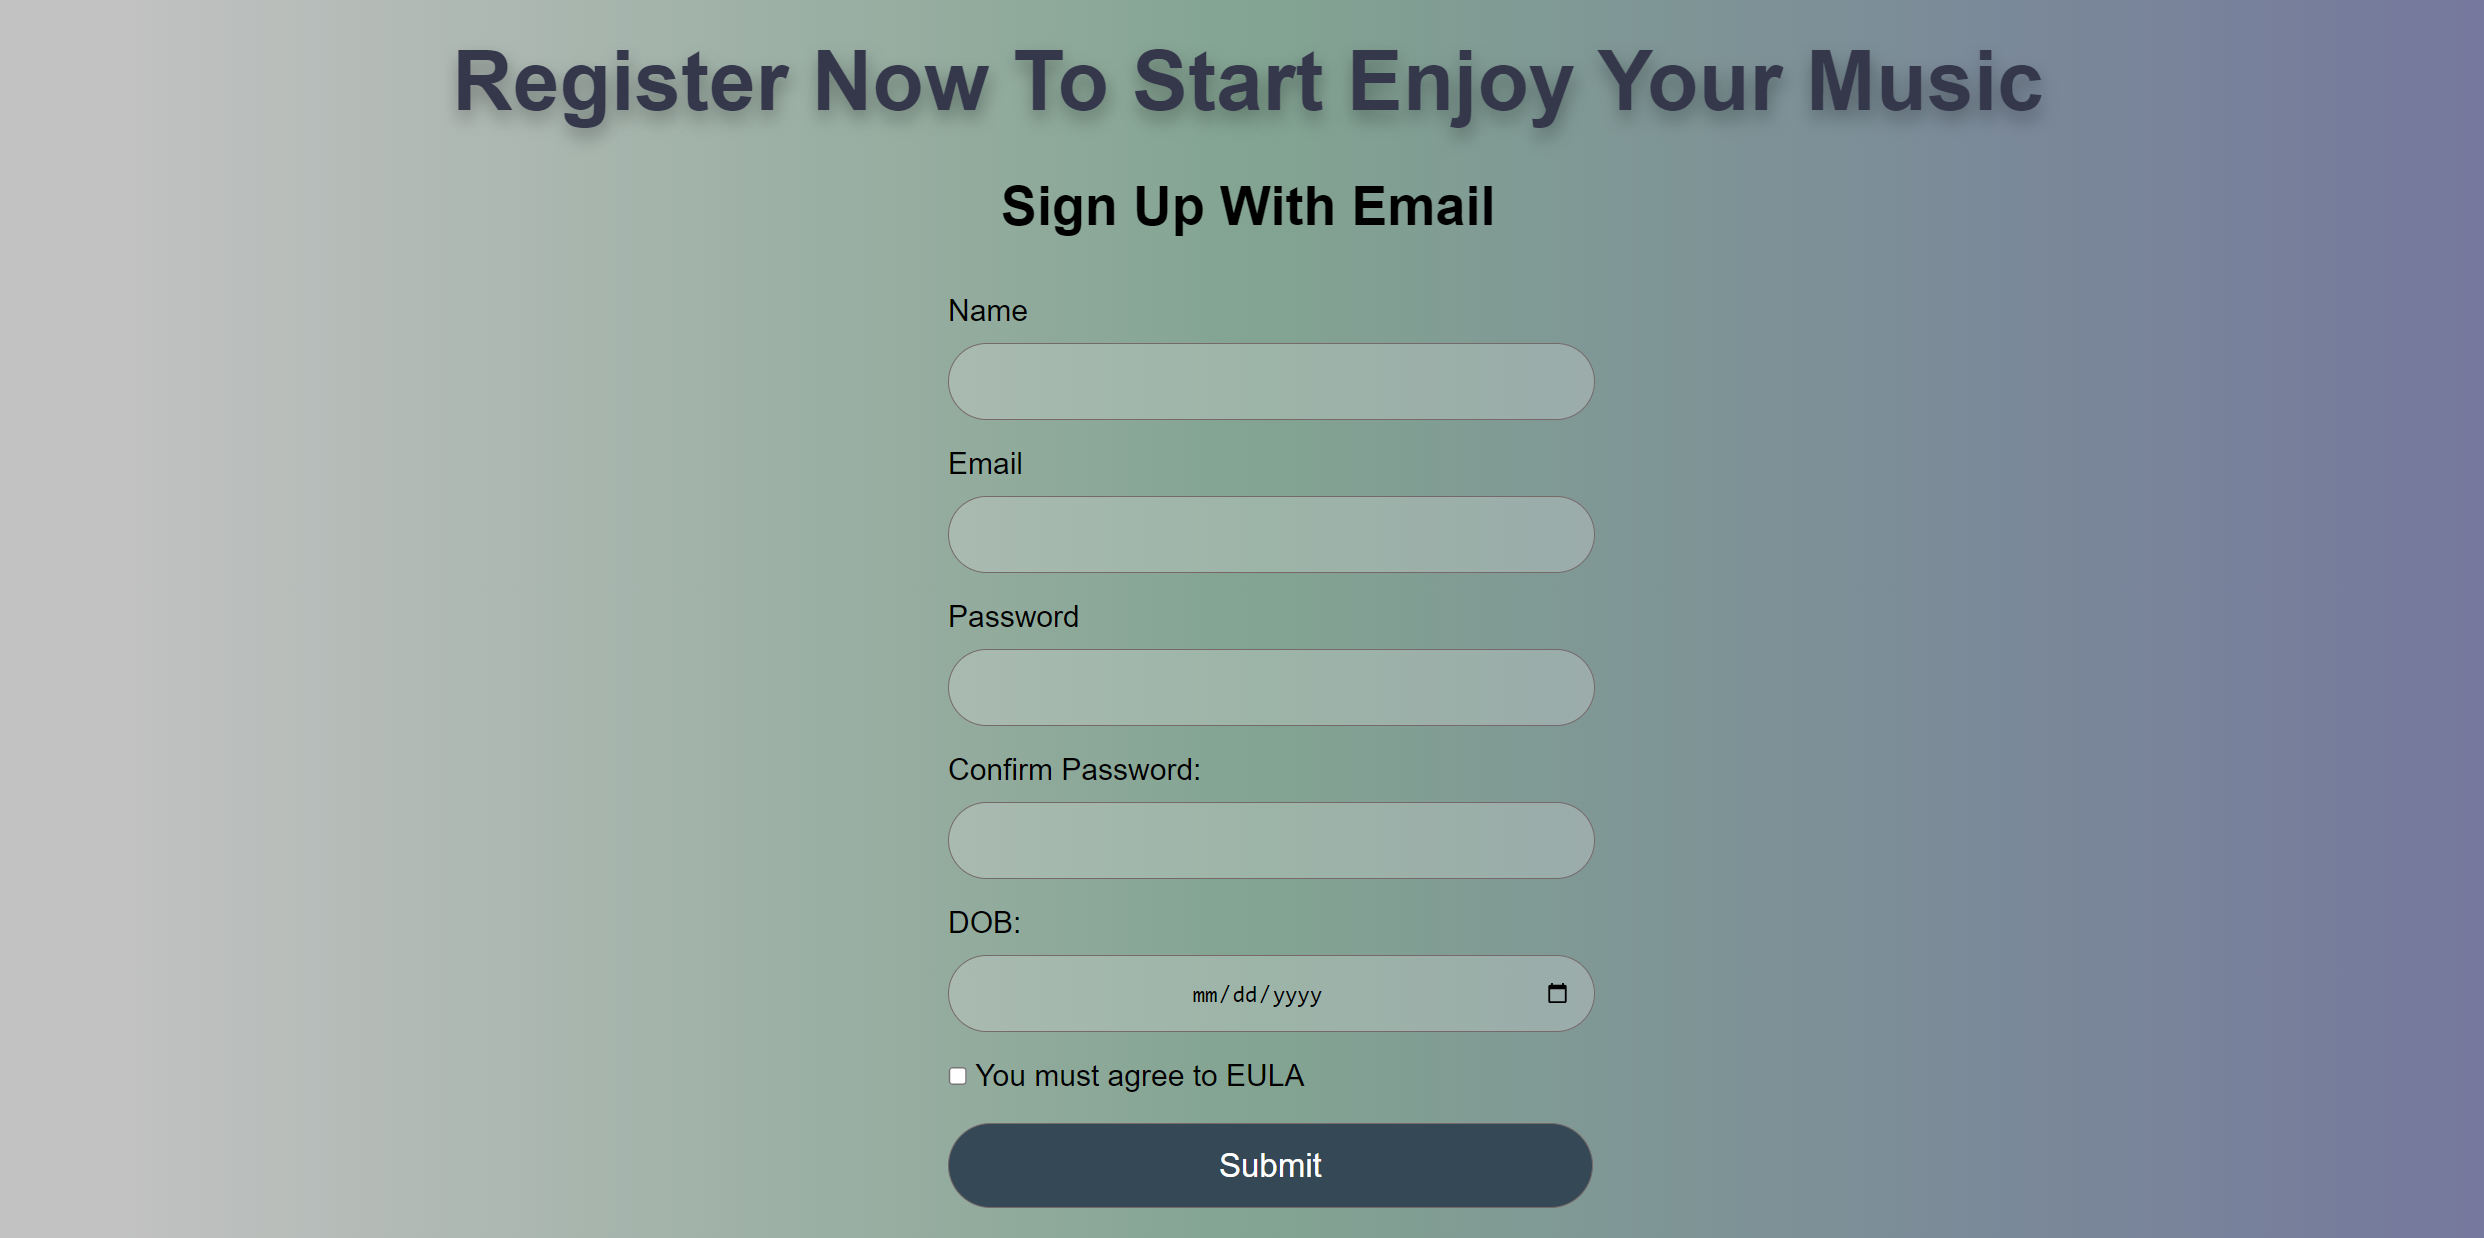 Register Now To Start Enjoy Your Music
Sign Up With Email
Name
Email
Password
Confirm Password:
DOB:
mm/dd/yyyy
You must agree to EULA
Submit